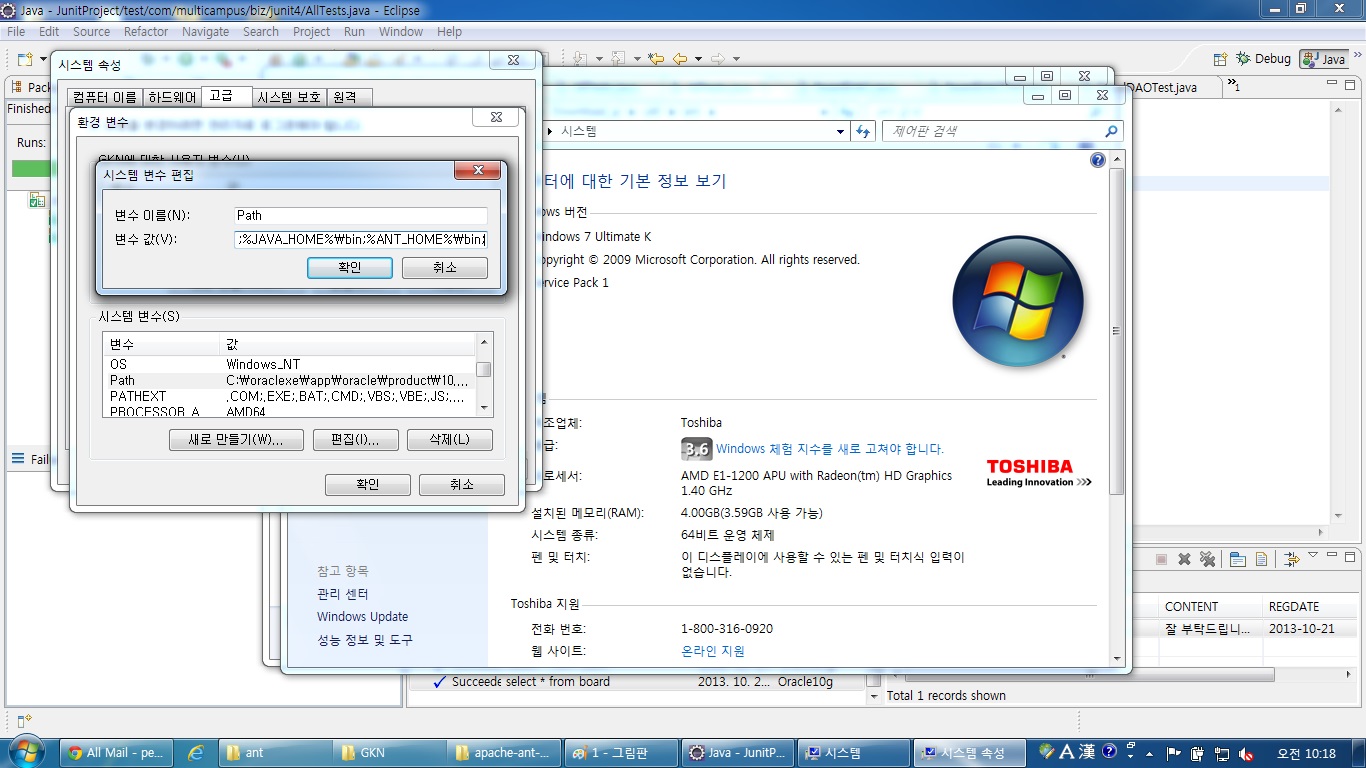 Java - JunitProject/test/com/multicampus/biz/junit4/AllTests.java - Eclipse
File Edit Source Refactor Navigate Search Project Run Window Help
시스템 속성
Debug
Java
컴퓨터 이름 하드웨어 고급 시스템 보호 원격
Pack
DAOTest.java
»1
Finished
환경 변수
시스템
제어판 검색
Runs:
GKN에 대한 사용자 변수(U)
시스템 변수 편집
터에 대한 기본 정보 보기
변수 이름(N): Path
ows 버전
변수 값(V): ;%JAVA_HOME%₩bin;%ANT_HOME%₩bin;
indows 7 Ultimate K
opyright © 2009 Microsoft Corporation. All rights reserved.
확인 취소
ervice Pack 1
시스템 변수(S)
변수 값
OS Windows_NT
Path C:₩oraclexe₩app₩oracle₩product₩10,...
PATHEXT .COM;.EXE;.BAT;.CMD;.VBS;.VBE;.JS;....
PROCESSOR_A AMD64
새로 만들기(W)... 편집(I)... 삭제(L)
확인 취소
조업체: Toshiba
급: 3.6 Windows 체험 지수를 새로 고쳐야 합니다.
로세서: AMD E1-1200 APU with Radeon(tm) HD Graphics
1.40 GHz
TOSHIBA
Leading Innovation >>>
설치된 메모리(RAM): 4.00GB(3.59GB 사용 가능)
시스템 종류: 64비트 운영 체제
펜 및 터치: 이 디스플레이에 사용할 수 있는 펜 및 터치식 입력이
없습니다.
Fail
참고 항목
관리 센터
Windows Update
성능 정보 및 도구
Toshiba 지원
전화 번호: 1-800-316-0920
웹 사이트: 온라인 지원
CONTENT REGDATE
잘 부탁드립니... 2013-10-21
Succeede select * from board 2013. 10. 2... Oracle10g
Total 1 records shown
All Mail - pe...
ant
GKN
apache-ant-...
1 - 그림판
Java - JunitP...
시스템
시스템 속성
A 漢
오전 10:18